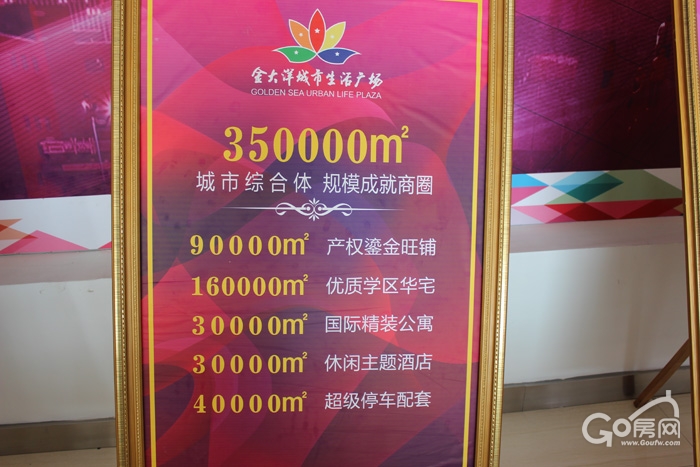 金大洋城市生活广场
GOLDEN SEA URBAN LIFE PLAZA
350000㎡
城市综合体 规模成就商圈
90000㎡ 产权鎏金旺铺
160000㎡ 优质学区华宅
30000㎡ 国际精装公寓
30000㎡ 休闲主题酒店
40000㎡ 超级停车配套
Go房网
www.Goufw.com